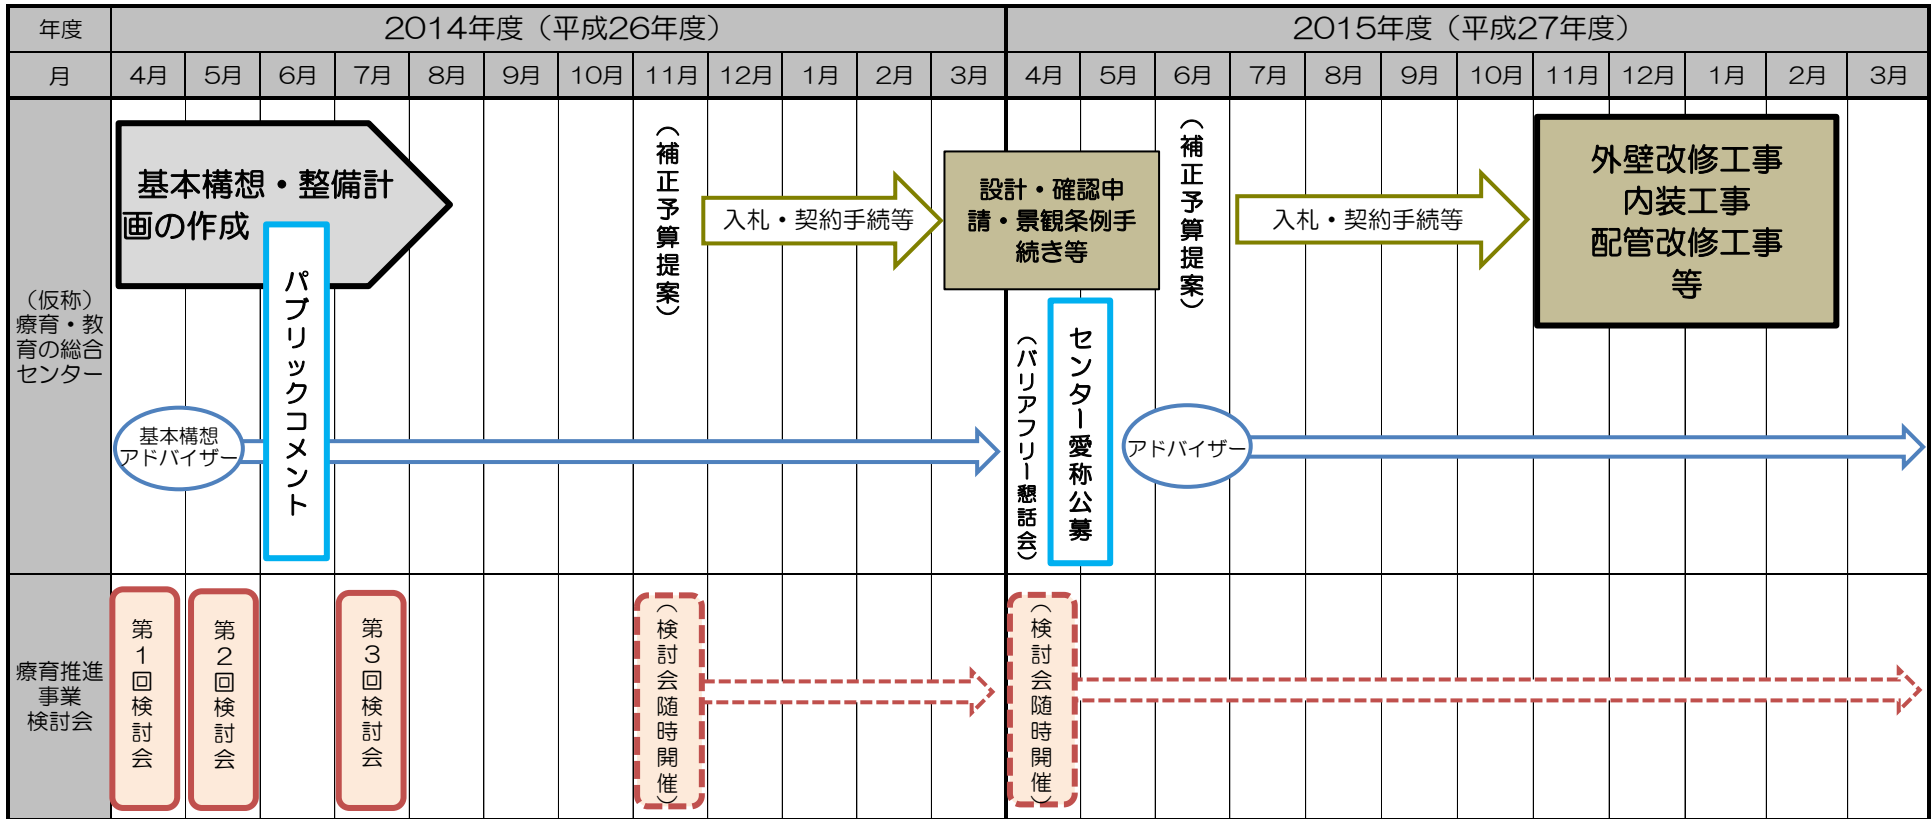 年度
2014年度（平成26年度）
2015年度（平成27年度）
月
4月
5月
6月
7月
8月
9月
10月
11月
12月
1月
2月
3月
4月
5月
6月
7月
8月
9月
10月
11月
12月
1月
2月
3月
（仮称）
療育・教
育の総合
センター
基本構想・整備計
画の作成
パブリックコメント
（補正予算提案）
入札・契約手続等
設計・確認申
請・景観条例手
続き等
（補正予算提案）
入札・契約手続等
外壁改修工事
内装工事
配管改修工事
等
基本構想
アドバイザー
（バリアフリー懇話会）
センター愛称公募
アドバイザー
療育推進
事業
検討会
第1回検討会
第2回検討会
第3回検討会
（検討会随時開催）
（検討会随時開催）